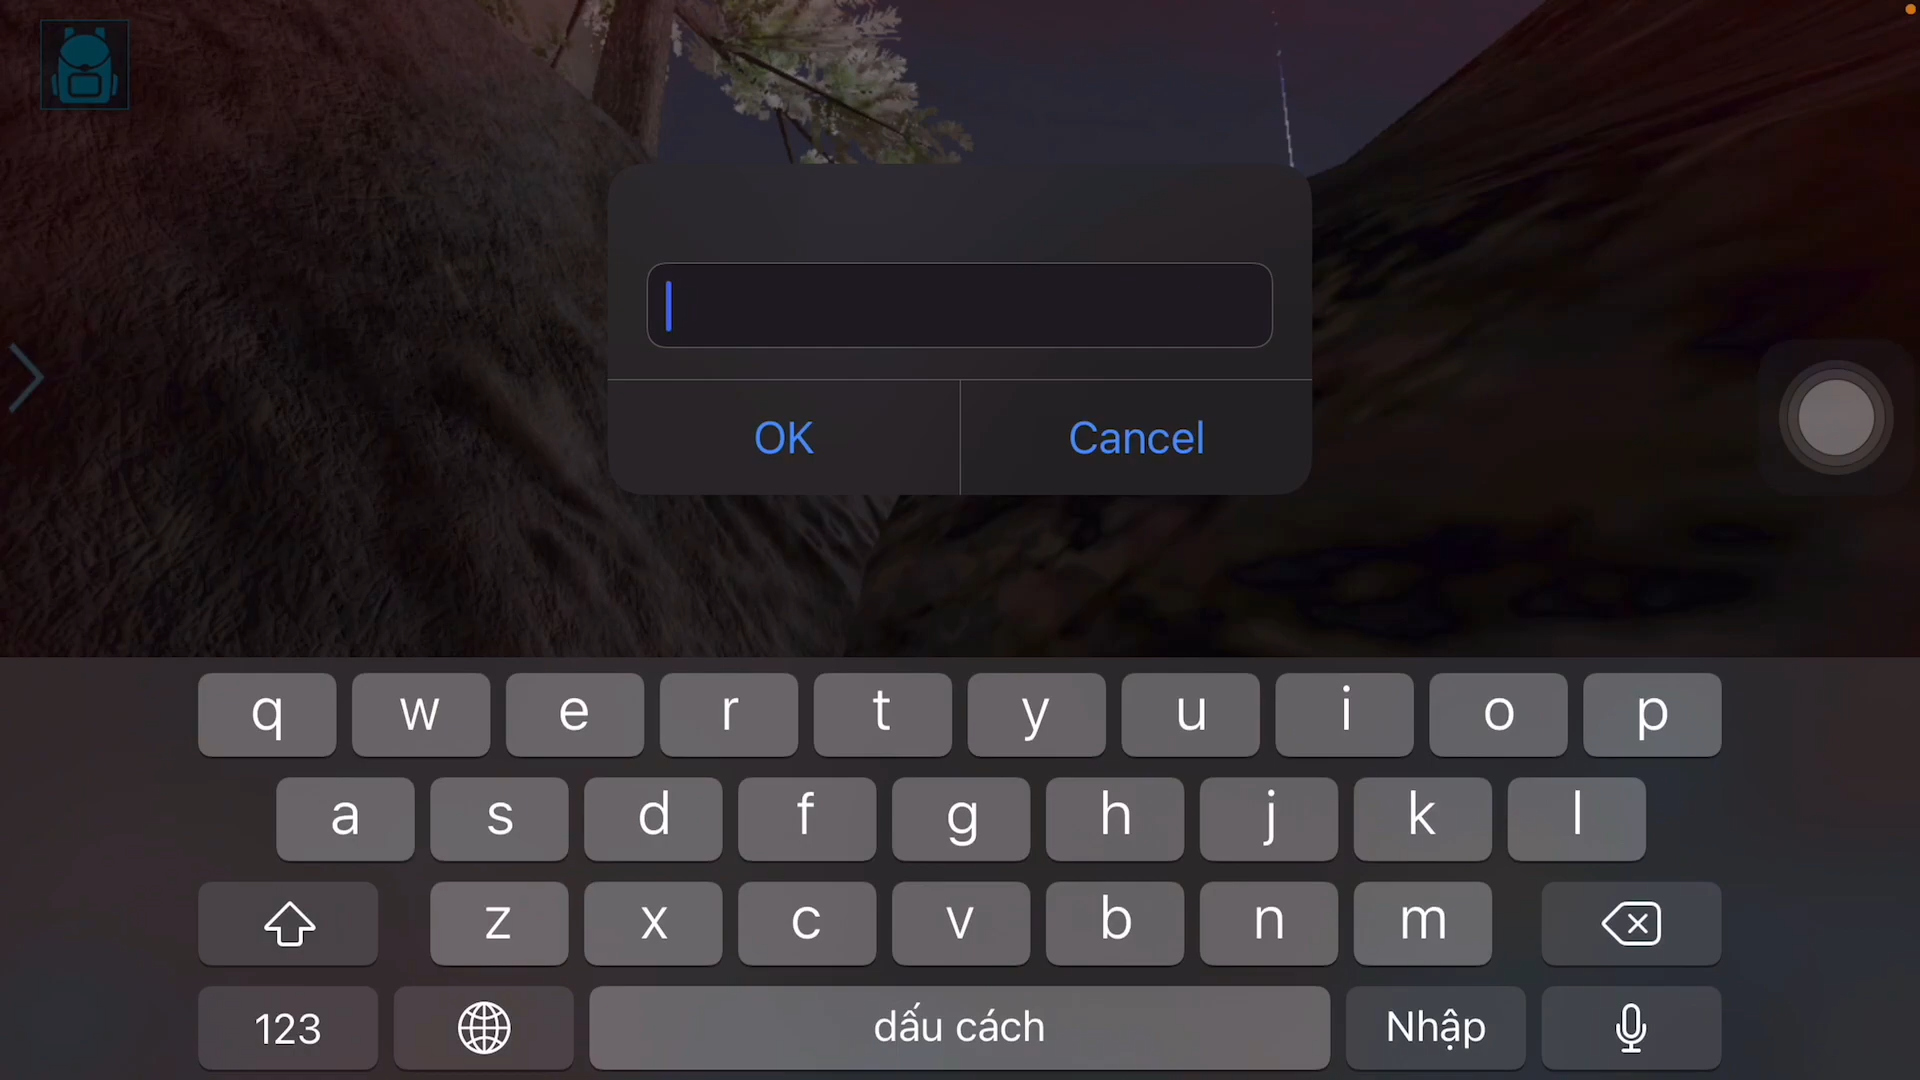 OK Cancel
q w e r t y u i o p
a s d f g h j k l
z x c v b n m
123 dấu cách Nhập